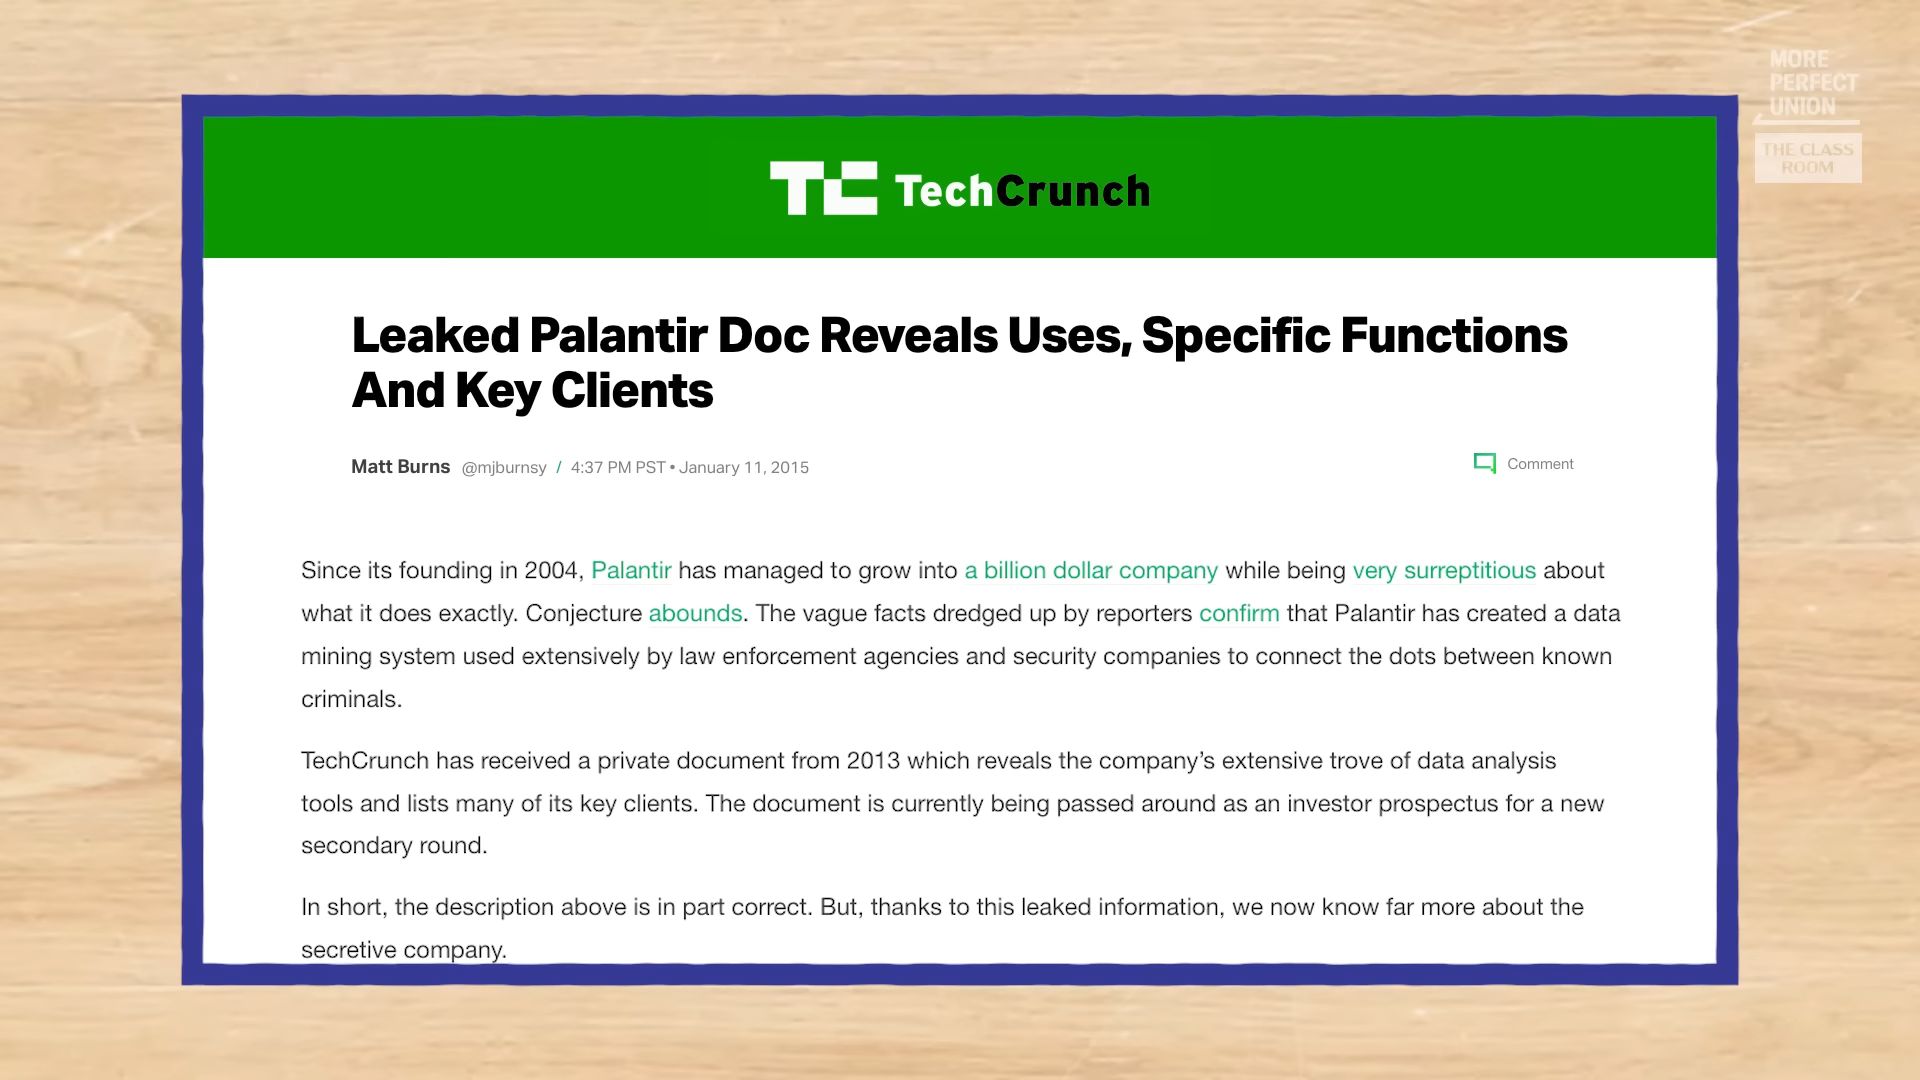 MORE
PERFECT
UNION
THE CLASS
ROOM
TC TechCrunch
Leaked Palantir Doc Reveals Uses, Specific Functions
And Key Clients
Matt Burns @mjburnsy / 4:37 PM PST • January 11, 2015
Comment
Since its founding in 2004, Palantir has managed to grow into a billion dollar company while being very surreptitious about
what it does exactly. Conjecture abounds. The vague facts dredged up by reporters confirm that Palantir has created a data
mining system used extensively by law enforcement agencies and security companies to connect the dots between known
criminals.
TechCrunch has received a private document from 2013 which reveals the company’s extensive trove of data analysis
tools and lists many of its key clients. The document is currently being passed around as an investor prospectus for a new
secondary round.
In short, the description above is in part correct. But, thanks to this leaked information, we now know far more about the
secretive company.